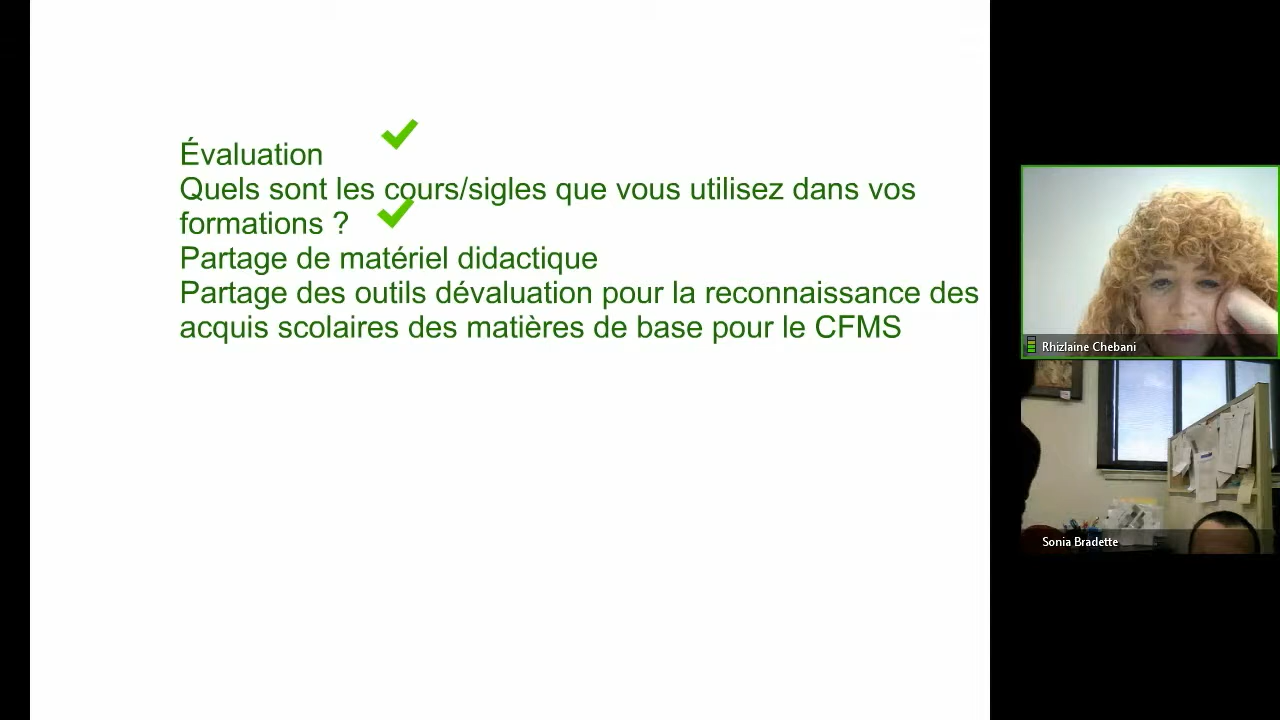 Évaluation
Quels sont les cours/sigles que vous utilisez dans vos
formations ?
Partage de matériel didactique
Partage des outils dévaluation pour la reconnaissance des
acquis scolaires des matières de base pour le CFMS
Rhizlaine Chebani
Sonia Bradette